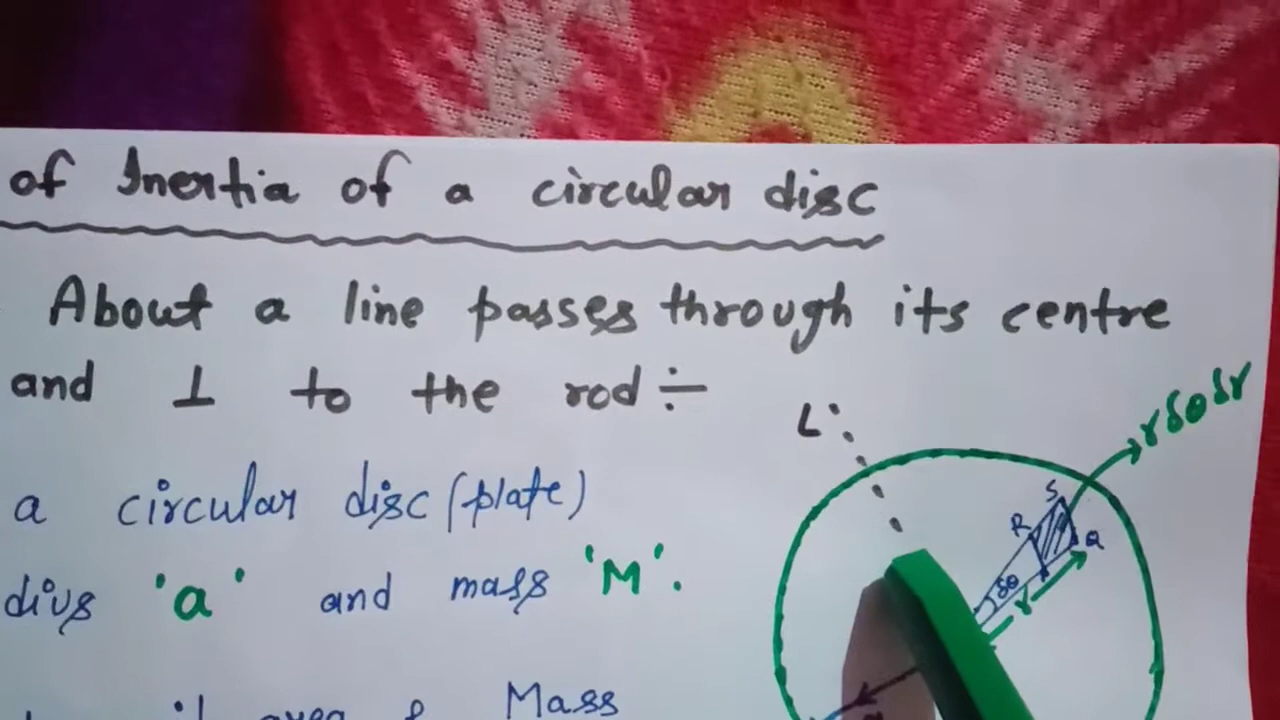 of Inertia of a circular disc
About a line passes through its centre
and ⊥ to the rod ÷
L'
rδθδr
a circular disc (plate)
S
R
Q
δθ
r
dius 'a' and mass 'M'.
area & Mass